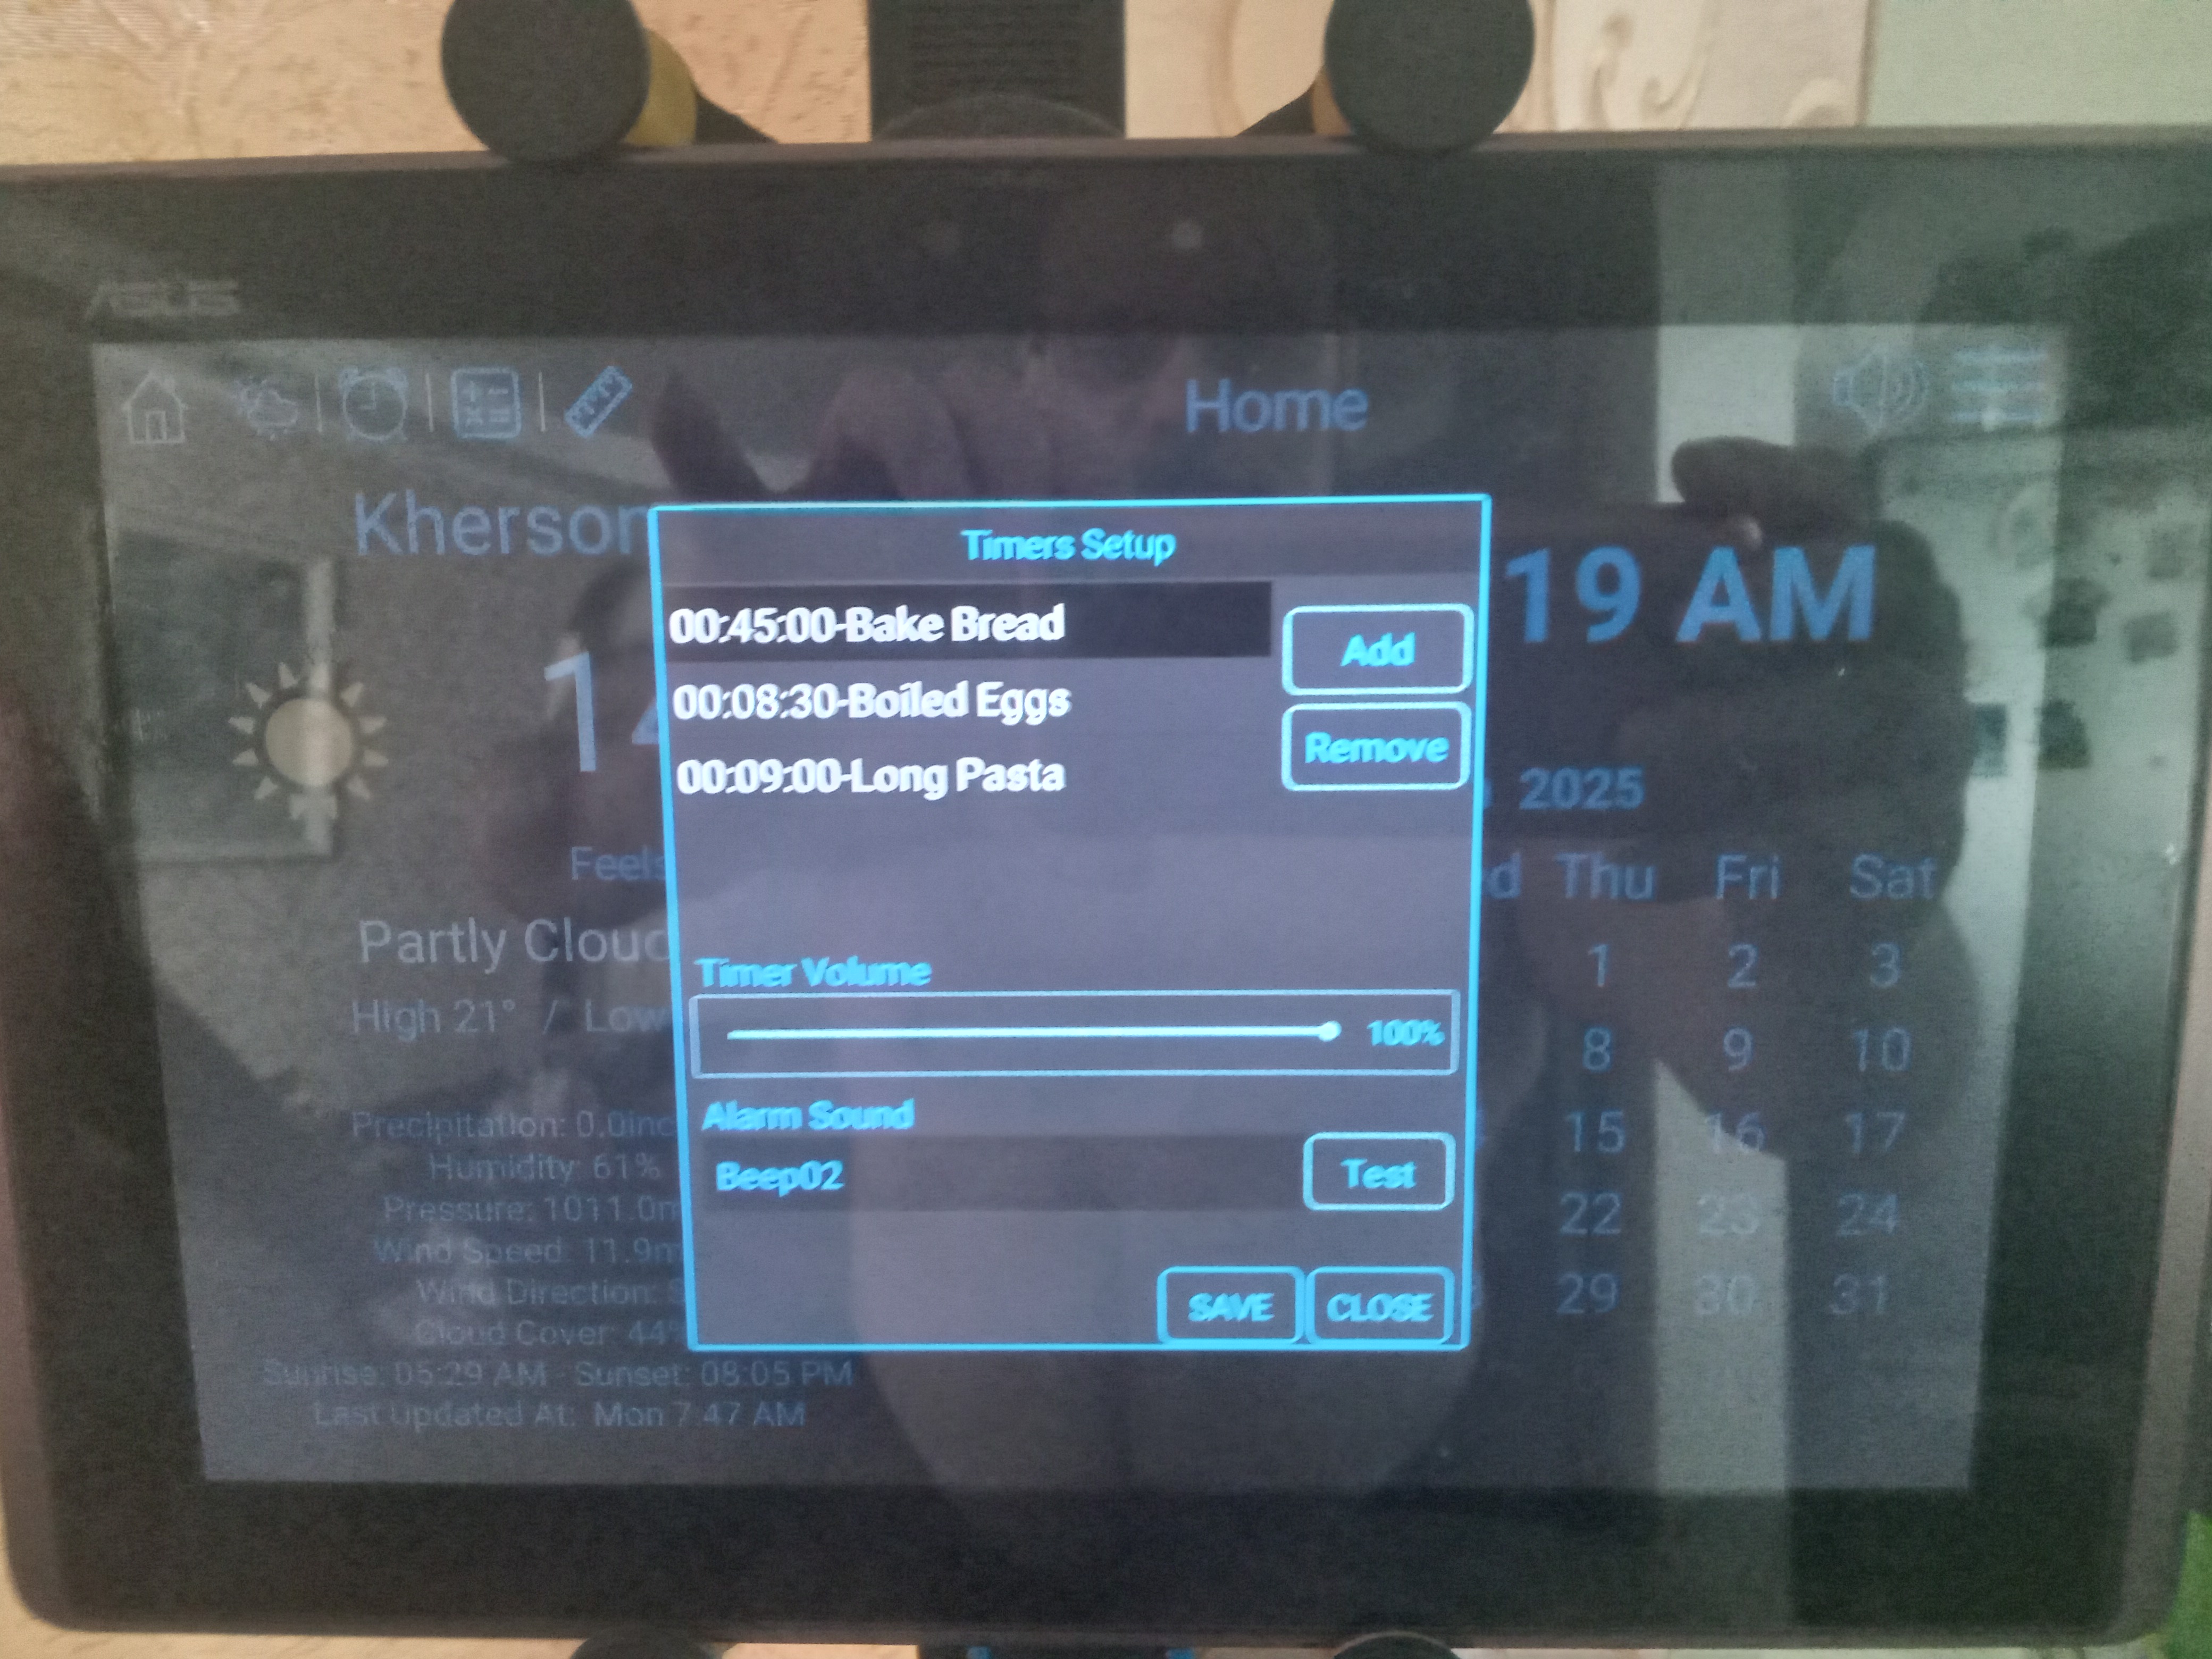 ASUS
Home
Kherson
19 AM
Timers Setup
00:45:00-Bake Bread
00:08:30-Boiled Eggs
00:09:00-Long Pasta
Add
Remove
2025
Feels
Thu Fri Sat
Partly Cloud
High 21° / Low
1 2 3
8 9 10
15 16 17
22 23 24
29 30 31
Timer Volume
100%
Alarm Sound
Beep02
Test
SAVE CLOSE
Precipitation: 0.0inc
Humidity: 61%
Pressure: 1011.0m
Wind Speed: 11.9m
Wind Direction:
Cloud Cover: 44%
Sunrise: 05:29 AM - Sunset: 08:05 PM
Last Updated At: Mon 7:47 AM